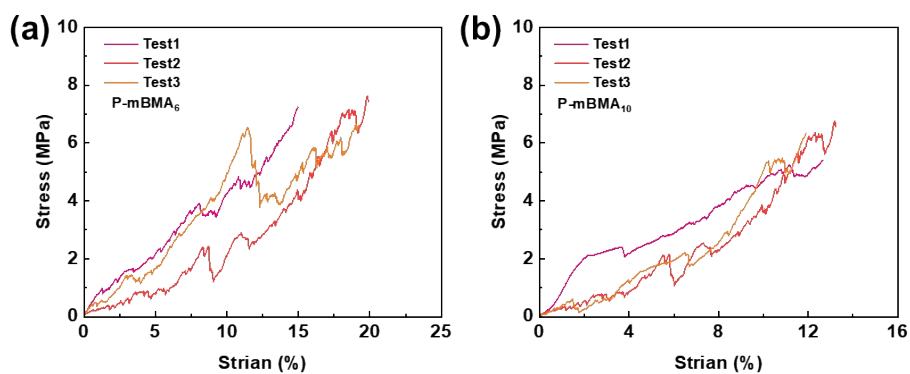 (a)
10
8
6
4
2
0
Stress (MPa)
Test1
Test2
Test3
P-mBMA₆
0 5 10 15 20 25
Strian (%)
(b)
10
8
6
4
2
0
Stress (MPa)
Test1
Test2
Test3
P-mBMA₁₀
0 4 8 12 16
Strian (%)